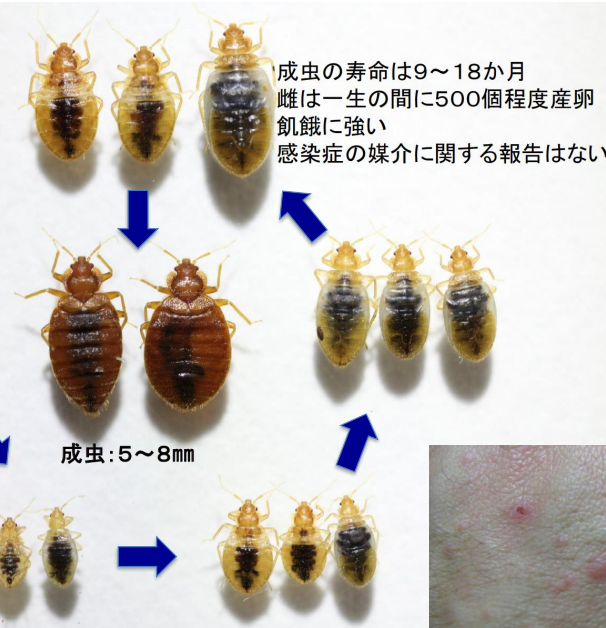 成虫の寿命は9～18か月
雌は一生の間に500個程度産卵
飢餓に強い
感染症の媒介に関する報告はない
成虫:5～8㎜